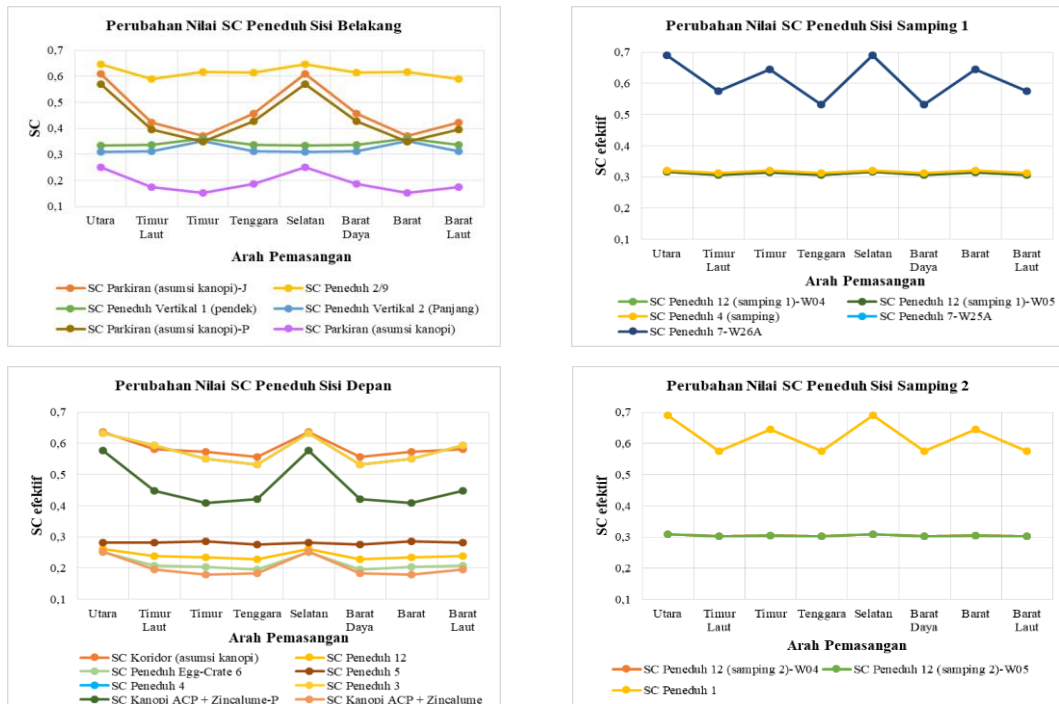 Perubahan Nilai SC Peneduh Sisi Belakang
0,7
0,6
0,5
0,4
0,3
0,2
0,1
SC
Utara Timur Laut Timur Tenggara Selatan Barat Daya Barat Barat Laut
Arah Pemasangan
SC Parkiran (asumsi kanopi)-J SC Peneduh 2/9
SC Peneduh Vertikal 1 (pendek) SC Peneduh Vertikal 2 (Panjang)
SC Parkiran (asumsi kanopi)-P SC Parkiran (asumsi kanopi)
Perubahan Nilai SC Peneduh Sisi Samping 1
0,7
0,6
0,5
0,4
0,3
0,2
0,1
SC efektif
Utara Timur Laut Timur Tenggara Selatan Barat Daya Barat Barat Laut
Arah Pemasangan
SC Peneduh 12 (samping 1)-W04 SC Peneduh 12 (samping 1)-W05
SC Peneduh 4 (samping) SC Peneduh 7-W25A
SC Peneduh 7-W26A
Perubahan Nilai SC Peneduh Sisi Depan
0,7
0,6
0,5
0,4
0,3
0,2
0,1
SC efektif
Utara Timur Laut Timur Tenggara Selatan Barat Daya Barat Barat Laut
Arah Pemasangan
SC Koridor (asumsi kanopi) SC Peneduh 12
SC Peneduh Egg-Crate 6 SC Peneduh 5
SC Peneduh 4 SC Peneduh 3
SC Kanopi ACP + Zincalume-P SC Kanopi ACP + Zincalume
Perubahan Nilai SC Peneduh Sisi Samping 2
0,7
0,6
0,5
0,4
0,3
0,2
0,1
SC efektif
Utara Timur Laut Timur Tenggara Selatan Barat Daya Barat Barat Laut
Arah Pemasangan
SC Peneduh 12 (samping 2)-W04 SC Peneduh 12 (samping 2)-W05
SC Peneduh 1